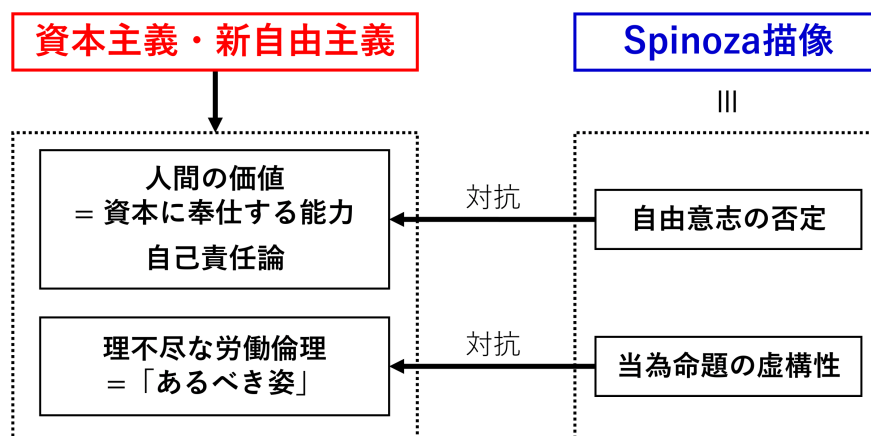 資本主義・新自由主義
Spinoza描像
≡
人間の価値
= 資本に奉仕する能力
自己責任論
対抗
自由意志の否定
理不尽な労働倫理
=「あるべき姿」
対抗
当為命題の虚構性